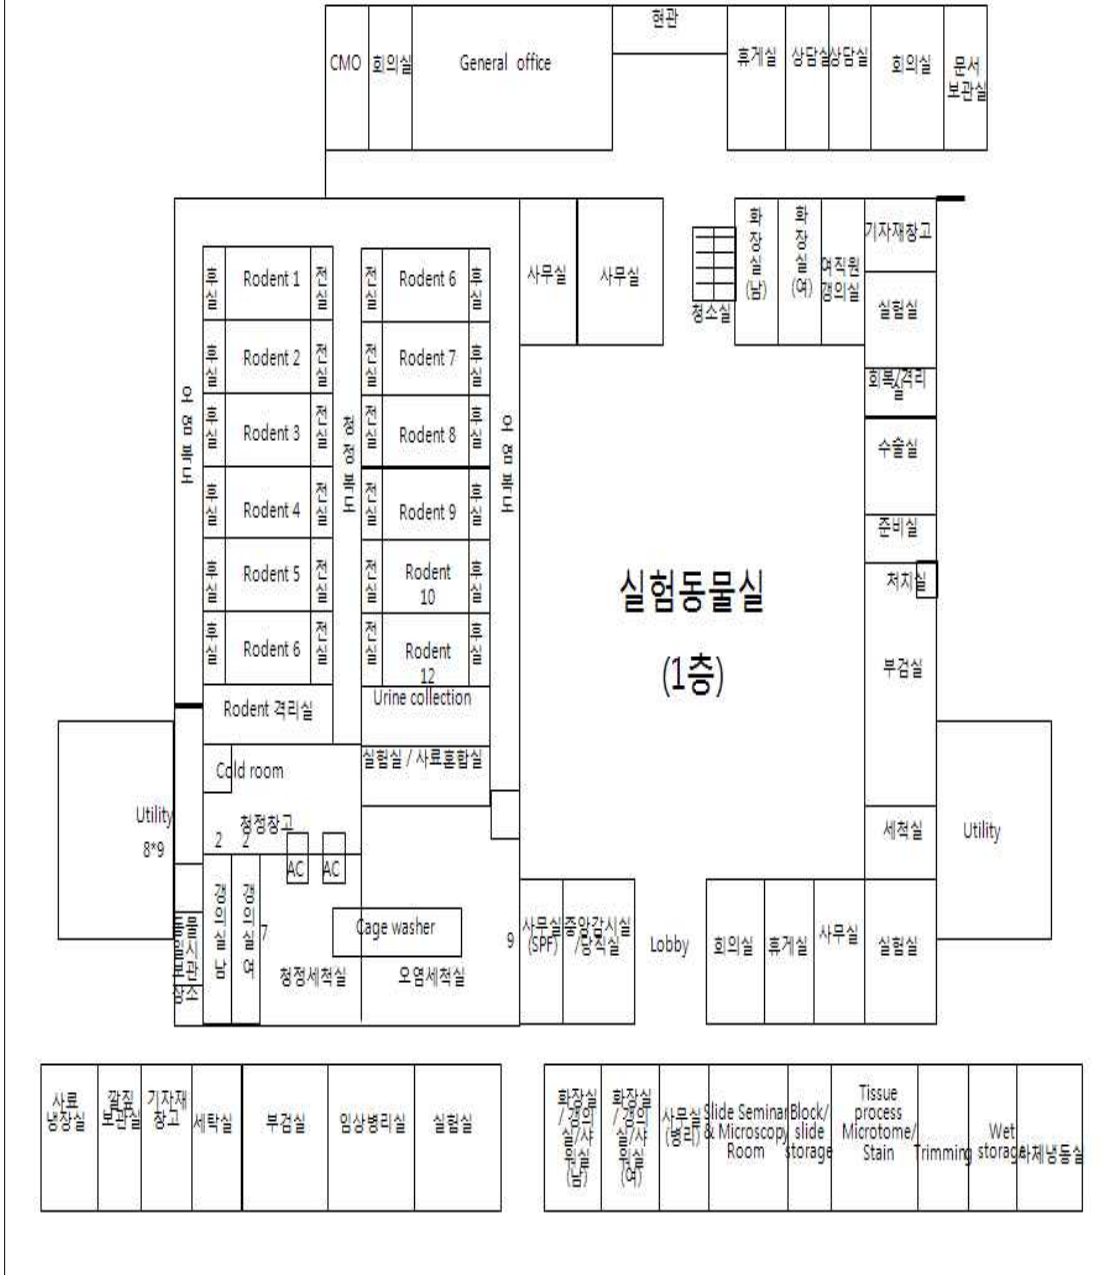 현관
CMO
회의실
General office
휴게실
상담실
상담실
회의실
문서
보관실
사무실
사무실
청소실
화
장
실
(남)
화
장
실
(여)
여직원
갱의실
기자재창고
실험실
회복/격리
실
수술실
준비실
처치실
부검실
세척실
Utility
실험실
오
염
복
도
후
실
Rodent 1
전
실
후
실
Rodent 2
전
실
후
실
Rodent 3
전
실
후
실
Rodent 4
전
실
후
실
Rodent 5
전
실
후
실
Rodent 6
전
실
Rodent 격리실
청
정
복
도
전
실
Rodent 6
후
실
전
실
Rodent 7
후
실
전
실
Rodent 8
후
실
전
실
Rodent 9
후
실
전
실
Rodent
10
후
실
전
실
Rodent
12
후
실
Urine collection
실험실 / 사료혼합실
오
염
복
도
실험동물실
(1층)
Cold room
청정창고
Utility
8*9
2
2
AC
AC
갱
의
실
남
갱
의
실
여
7
동물
일시
보관
장소
Cage washer
청정세척실
오염세척실
9
사무실
(SPF)
중앙감시실
/당직실
Lobby
회의실
휴게실
사무실
사료
냉장실
깔짚
보관실
기자재
창고
세탁실
부검실
임상병리실
실험실
화장실
/갱의
실/샤
워실
(남)
화장실
/갱의
실/샤
워실
(여)
사무실
(병리)
Slide Seminar
& Microscopy
Room
Block/
slide
storage
Tissue
process
Microtome/
Stain
Trimming
Wet
storage
사체냉동실